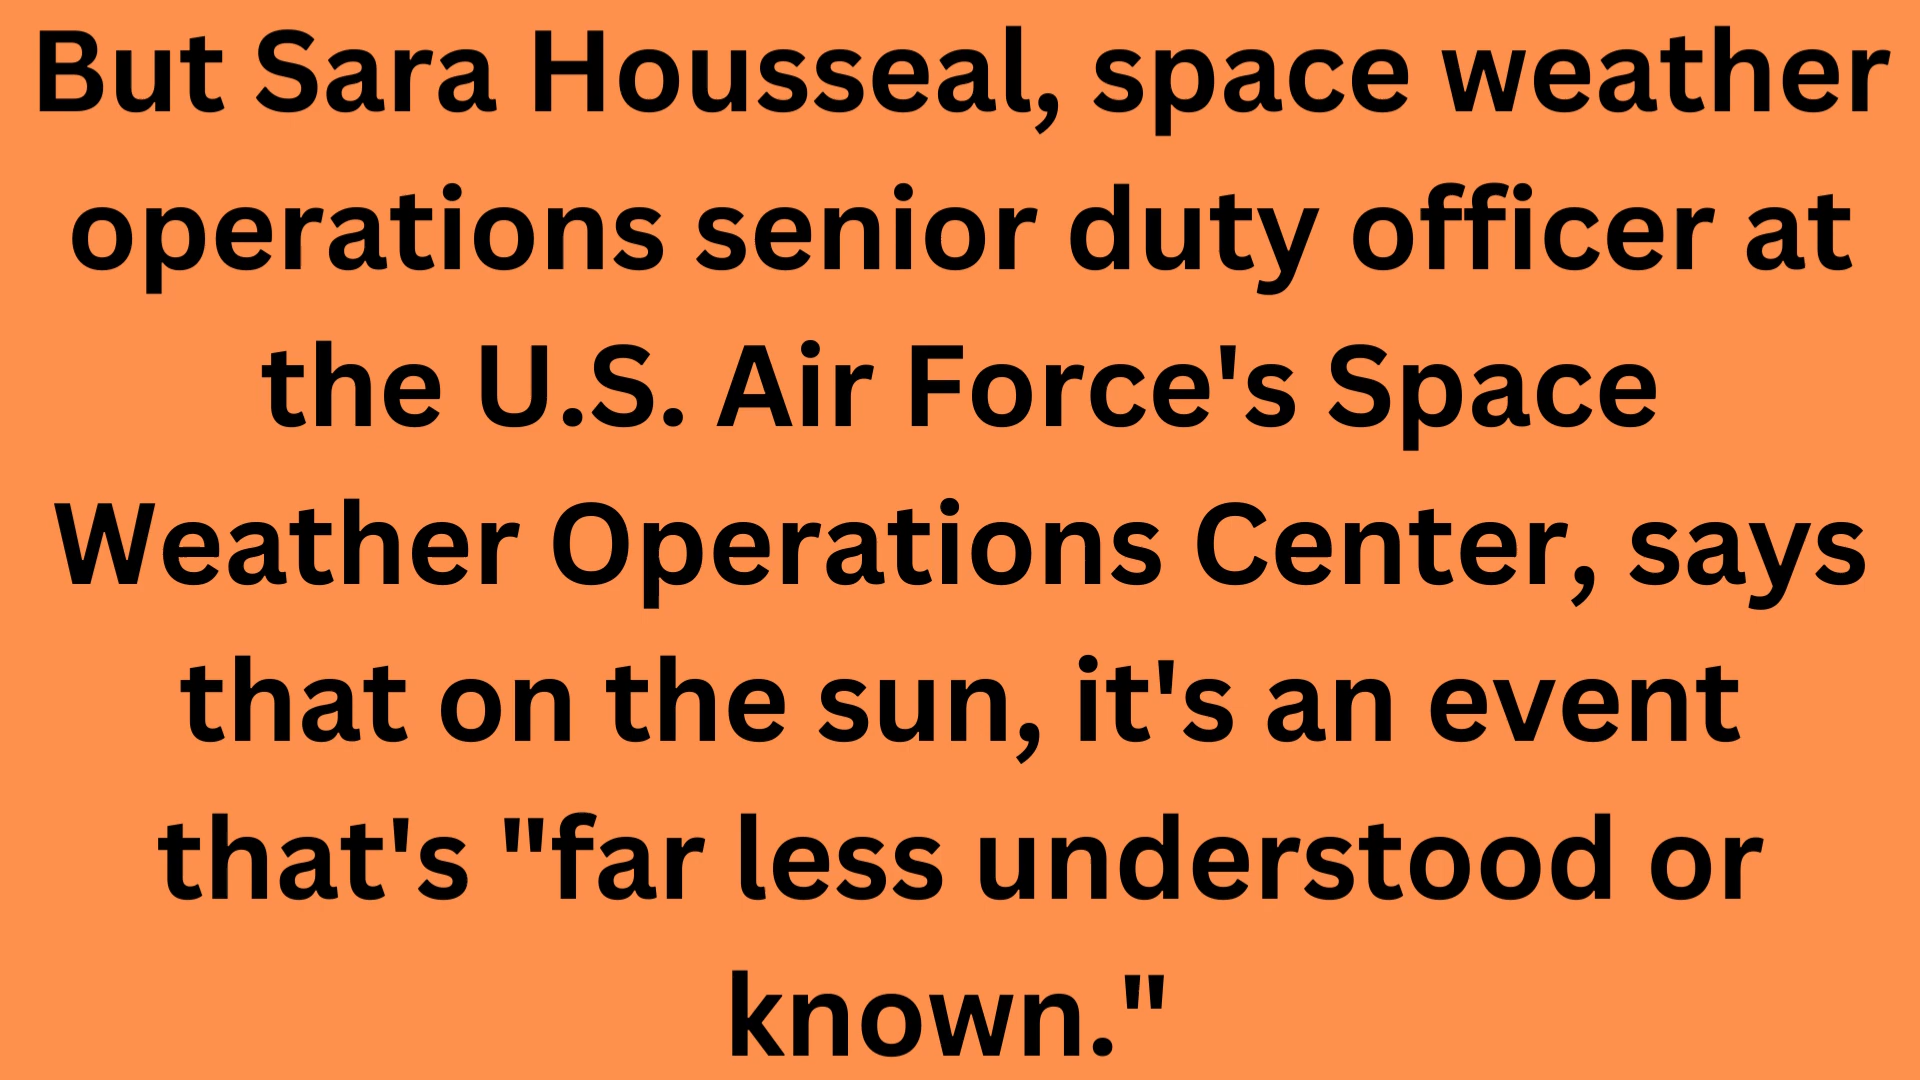 But Sara Housseal, space weather
operations senior duty officer at
the U.S. Air Force's Space
Weather Operations Center, says
that on the sun, it's an event
that's "far less understood or
known."